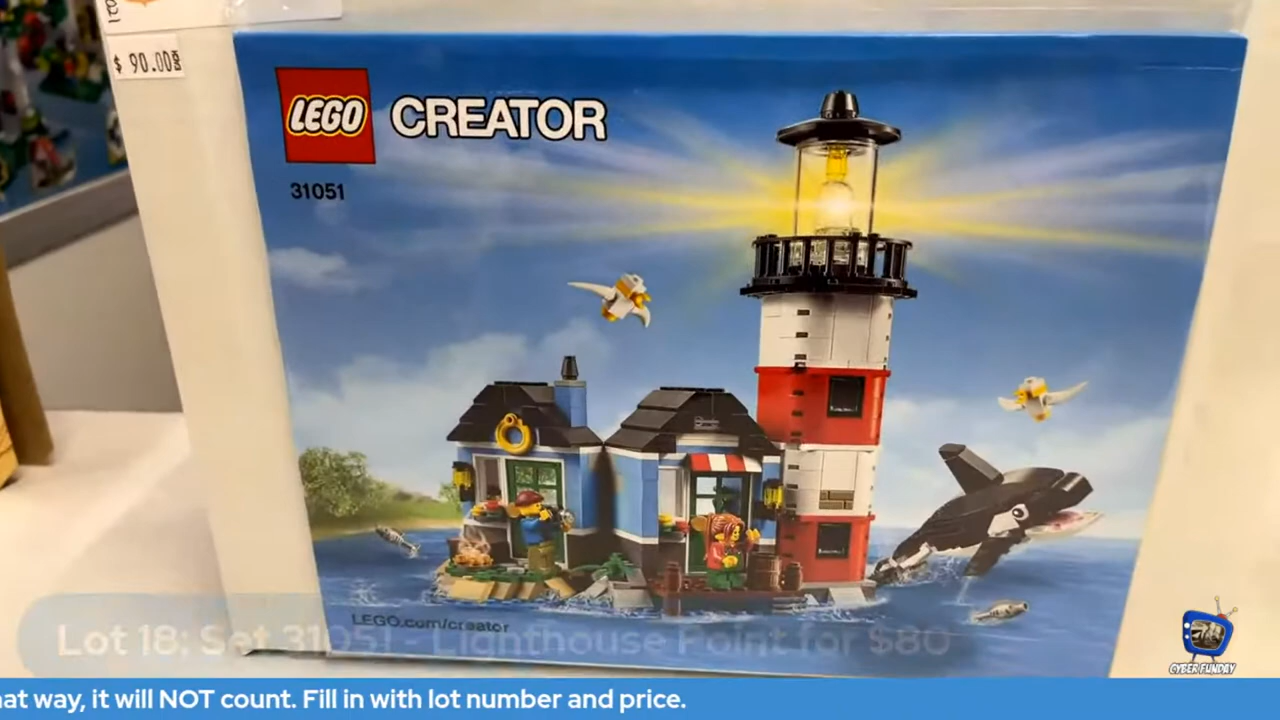 $ 90.00
LEGO CREATOR
31051
LEGO.com/creator
Lot 18: Set 31051 - Lighthouse Point for $80
CYBER FUNDAY
hat way, it will NOT count. Fill in with lot number and price.